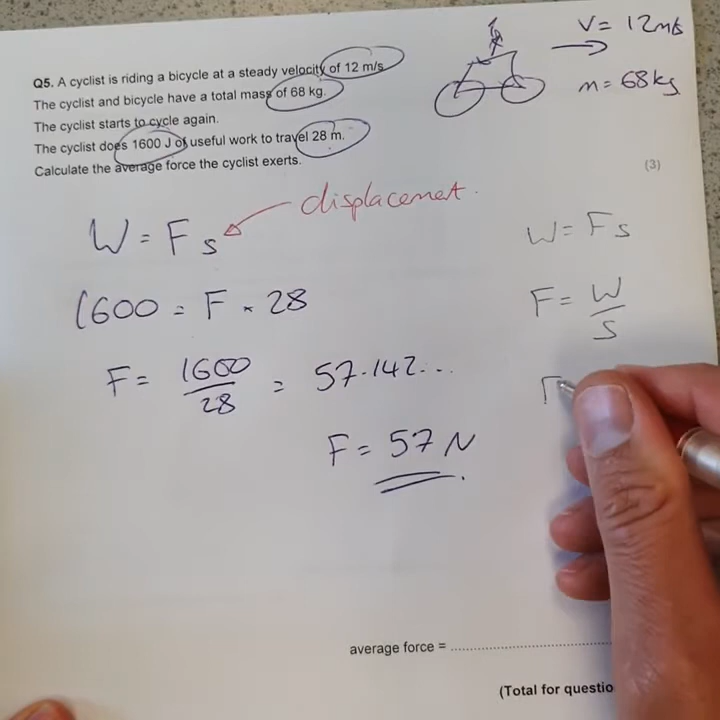 Q5. A cyclist is riding a bicycle at a steady velocity of 12 m/s.
The cyclist and bicycle have a total mass of 68 kg.
The cyclist starts to cycle again.
The cyclist does 1600 J of useful work to travel 28 m.
Calculate the average force the cyclist exerts.
(3)
V = 12m/s
m = 68kg
W = Fs
displacement.
1600 = F × 28
F = 1600/28 = 57.142...
F = 57 N
W = Fs
F = W/S
average force = ..............................
(Total for questio